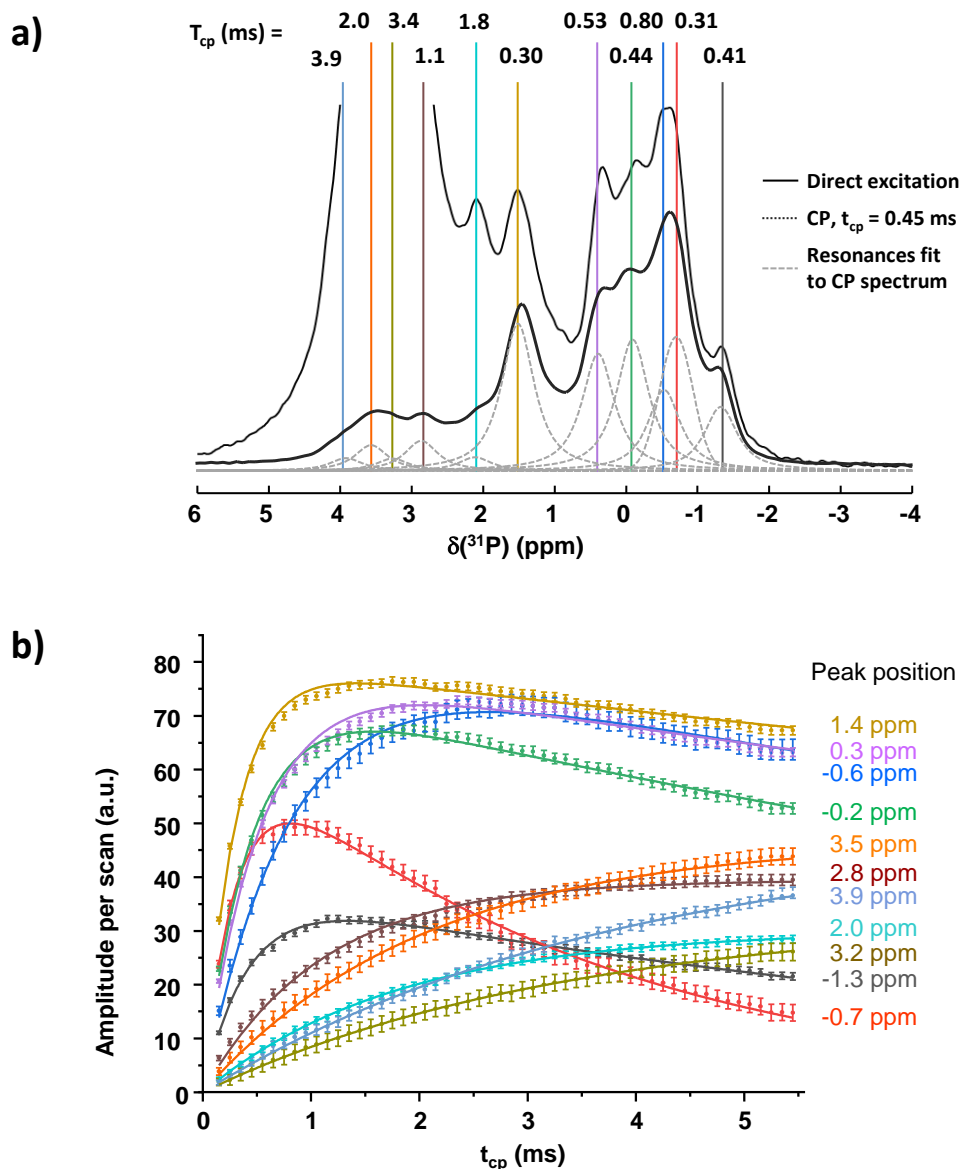 a)
T_cp (ms) =
2.0 3.4 1.8 0.53 0.80 0.31
3.9 1.1 0.30 0.44 0.41
Direct excitation
CP, t_cp = 0.45 ms
Resonances fit
to CP spectrum
6 5 4 3 2 1 0 -1 -2 -3 -4
δ(³¹P) (ppm)
b)
Amplitude per scan (a.u.)
80
70
60
50
40
30
20
10
0
0 1 2 3 4 5
t_cp (ms)
Peak position
1.4 ppm
0.3 ppm
-0.6 ppm
-0.2 ppm
3.5 ppm
2.8 ppm
3.9 ppm
2.0 ppm
3.2 ppm
-1.3 ppm
-0.7 ppm